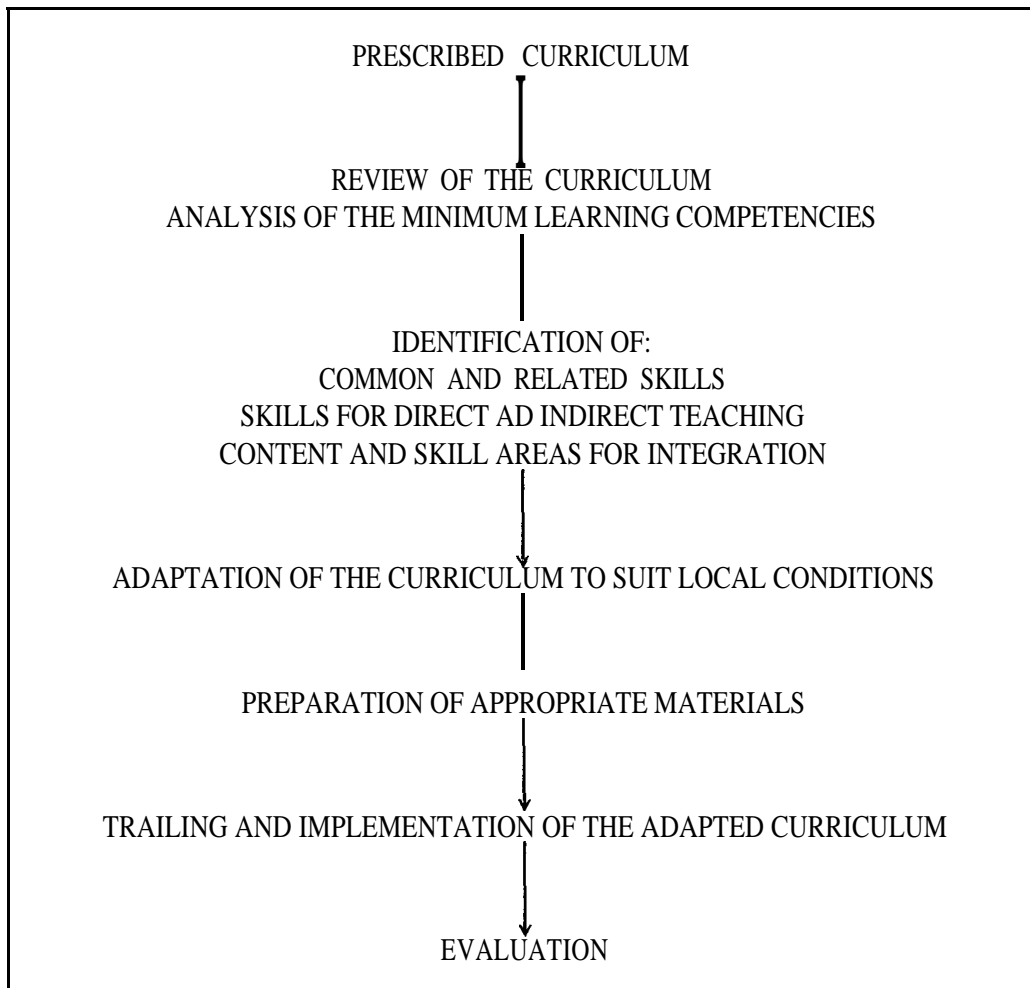 PRESCRIBED CURRICULUM
REVIEW OF THE CURRICULUM
ANALYSIS OF THE MINIMUM LEARNING COMPETENCIES
IDENTIFICATION OF:
COMMON AND RELATED SKILLS
SKILLS FOR DIRECT AD INDIRECT TEACHING
CONTENT AND SKILL AREAS FOR INTEGRATION
ADAPTATION OF THE CURRICULUM TO SUIT LOCAL CONDITIONS
PREPARATION OF APPROPRIATE MATERIALS
TRAILING AND IMPLEMENTATION OF THE ADAPTED CURRICULUM
EVALUATION